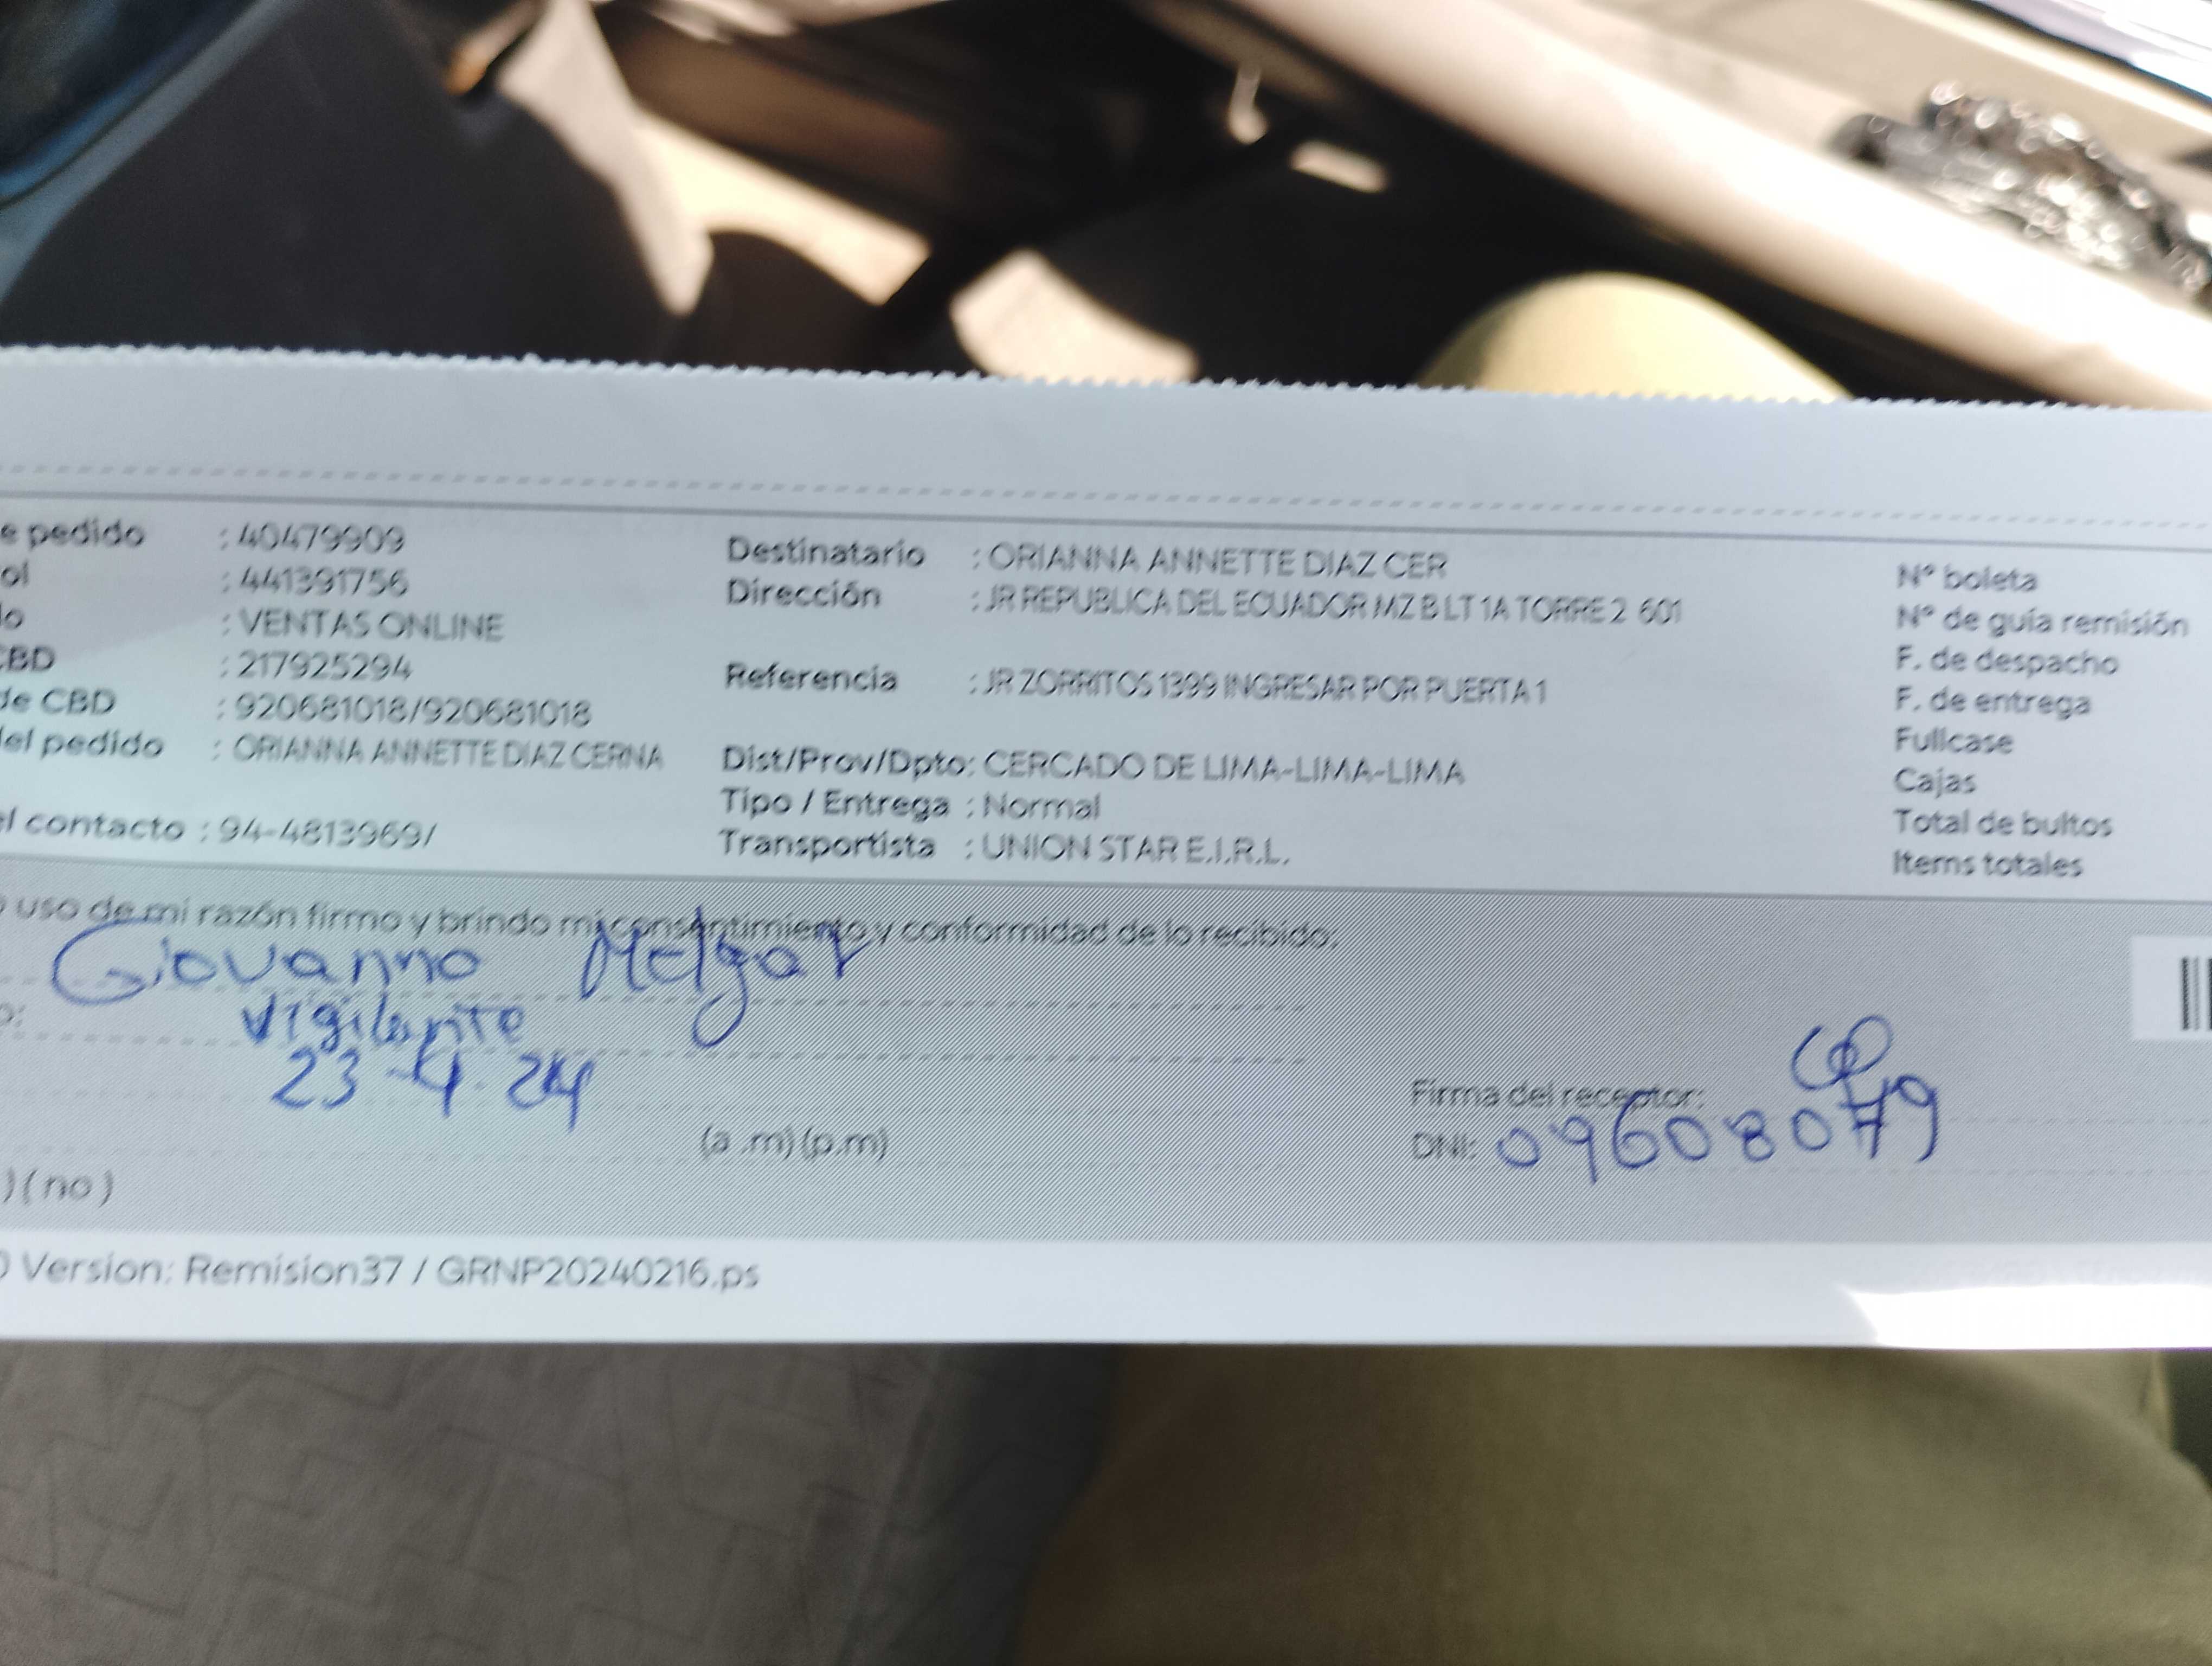 e pedido : 40479909
ol : 441391756
lo : VENTAS ONLINE
CBD : 217925294
de CBD : 920681018/920681018
del pedido : ORIANNA ANNETTE DIAZ CERNA
el contacto : 94-4813969/
Destinatario : ORIANNA ANNETTE DIAZ CER
Dirección : JR REPUBLICA DEL ECUADOR MZ B LT 1A TORRE 2 601
Referencia : JR ZORRITOS 1399 INGRESAR POR PUERTA 1
Dist/Prov/Dpto: CERCADO DE LIMA-LIMA-LIMA
Tipo / Entrega : Normal
Transportista : UNION STAR E.I.R.L.
N° boleta
N° de guía remisión
F. de despacho
F. de entrega
Fullcase
Cajas
Total de bultos
Items totales
o uso de mi razón firmo y brindo mi consentimiento y conformidad de lo recibido:
Giovanno Melgar
o: Vigilante
23-4-24
(a .m) (p.m)
Firma del receptor:
DNI: 09608079
) ( no )
) Version: Remision37 / GRNP20240216.ps